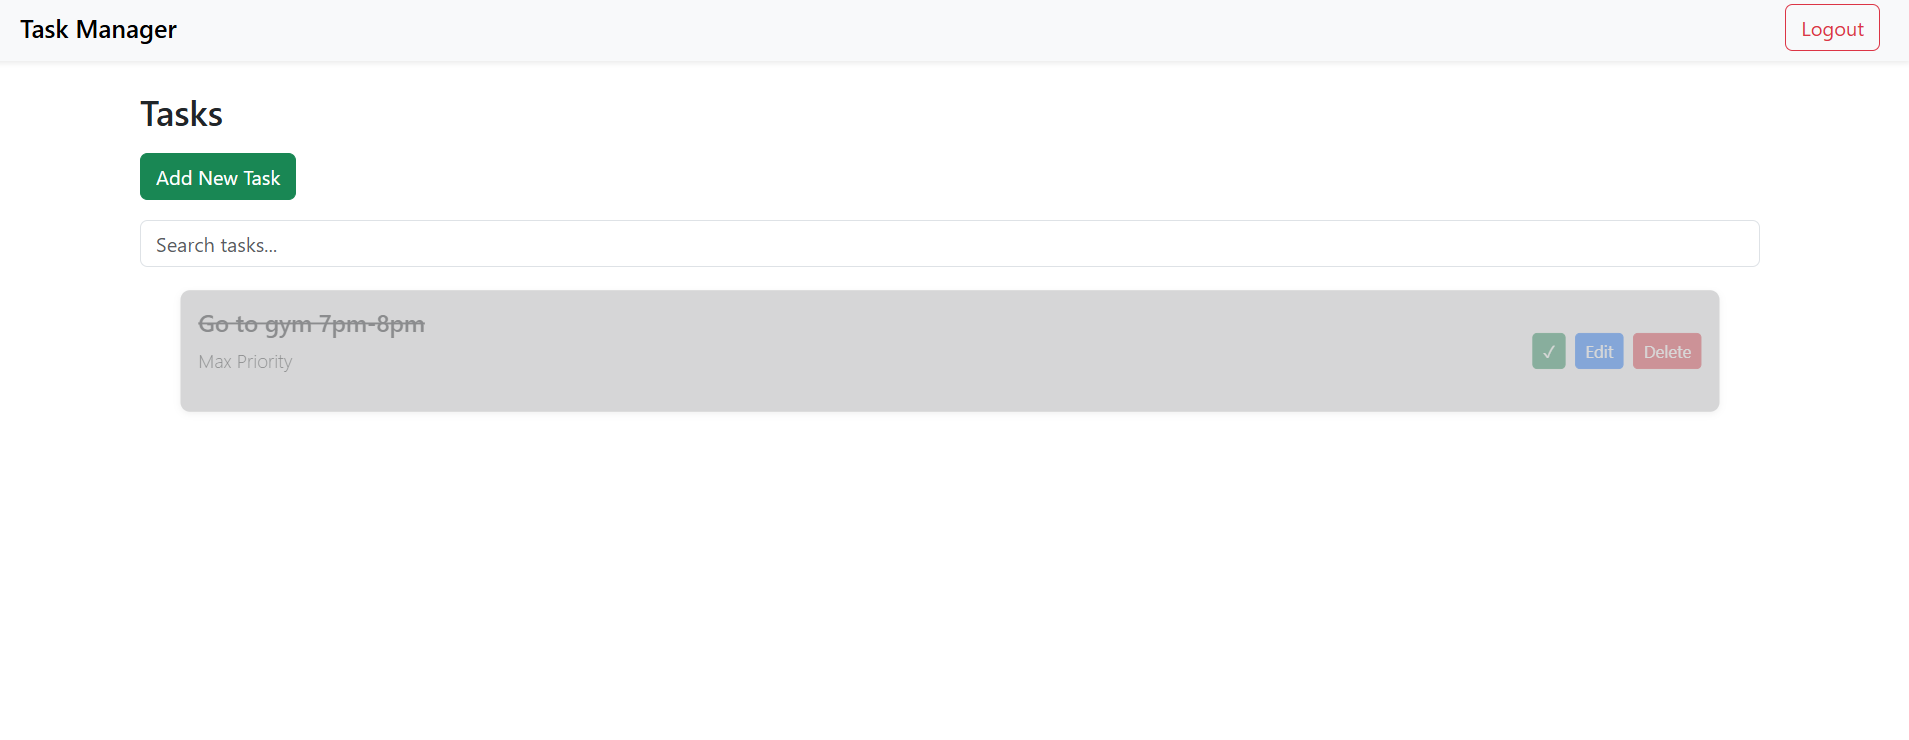 Task Manager
Logout
Tasks
Add New Task
Search tasks...
Go to gym 7pm-8pm
Max Priority
✓ Edit Delete